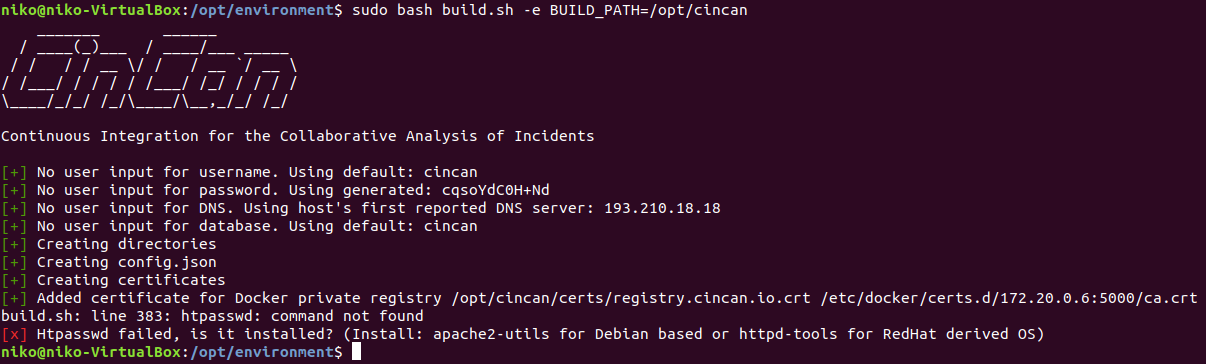 niko@niko-VirtualBox:/opt/environment$ sudo bash build.sh -e BUILD_PATH=/opt/cincan
   _______       ______
  / ____(_)___  / ____/___ _____
 / /   / / __ \/ /   / __ `/ __ \
/ /___/ / / / / /___/ /_/ / / / /
\____/_/_/ /_/\____/\__,_/_/ /_/
Continuous Integration for the Collaborative Analysis of Incidents
[+] No user input for username. Using default: cincan
[+] No user input for password. Using generated: cqsoYdC0H+Nd
[+] No user input for DNS. Using host's first reported DNS server: 193.210.18.18
[+] No user input for database. Using default: cincan
[+] Creating directories
[+] Creating config.json
[+] Creating certificates
[+] Added certificate for Docker private registry /opt/cincan/certs/registry.cincan.io.crt /etc/docker/certs.d/172.20.0.6:5000/ca.crt
build.sh: line 383: htpasswd: command not found
[x] Htpasswd failed, is it installed? (Install: apache2-utils for Debian based or httpd-tools for RedHat derived OS)
niko@niko-VirtualBox:/opt/environment$